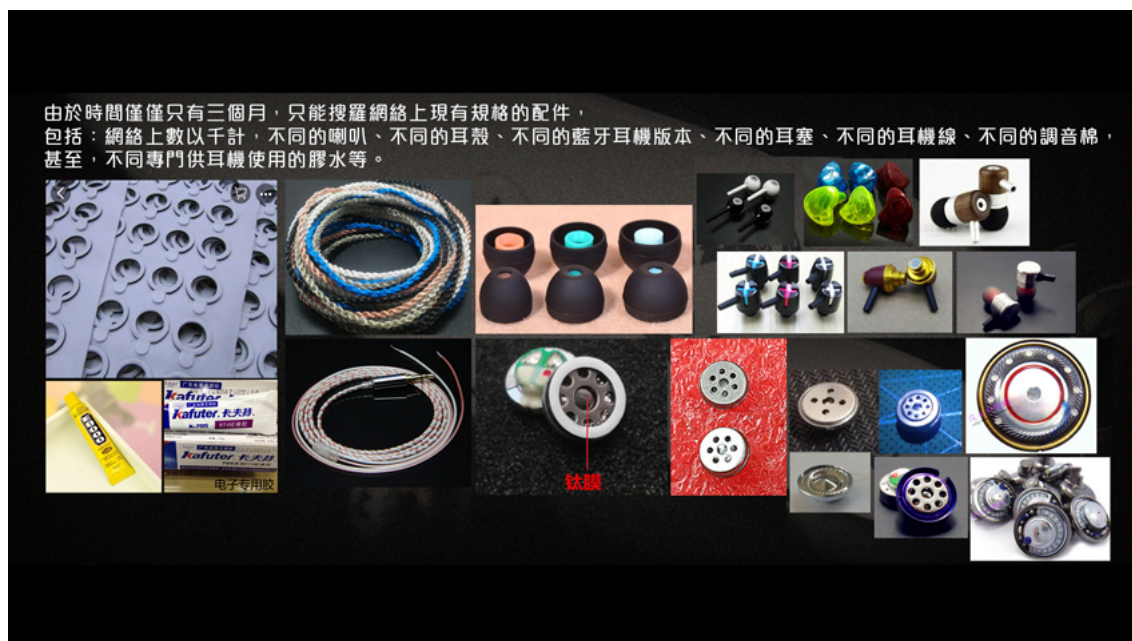 由於時間僅僅只有三個月，只能搜羅網絡上現有規格的配件，
包括：網絡上數以千計，不同的喇叭、不同的耳殼、不同的藍牙耳機版本、不同的耳塞、不同的耳機線、不同的調音棉，
甚至，不同專門供耳機使用的膠水等。
钛膜
Kafuter
Kafuter 卡夫特
K-705
Kafuter 卡夫特
电子专用胶